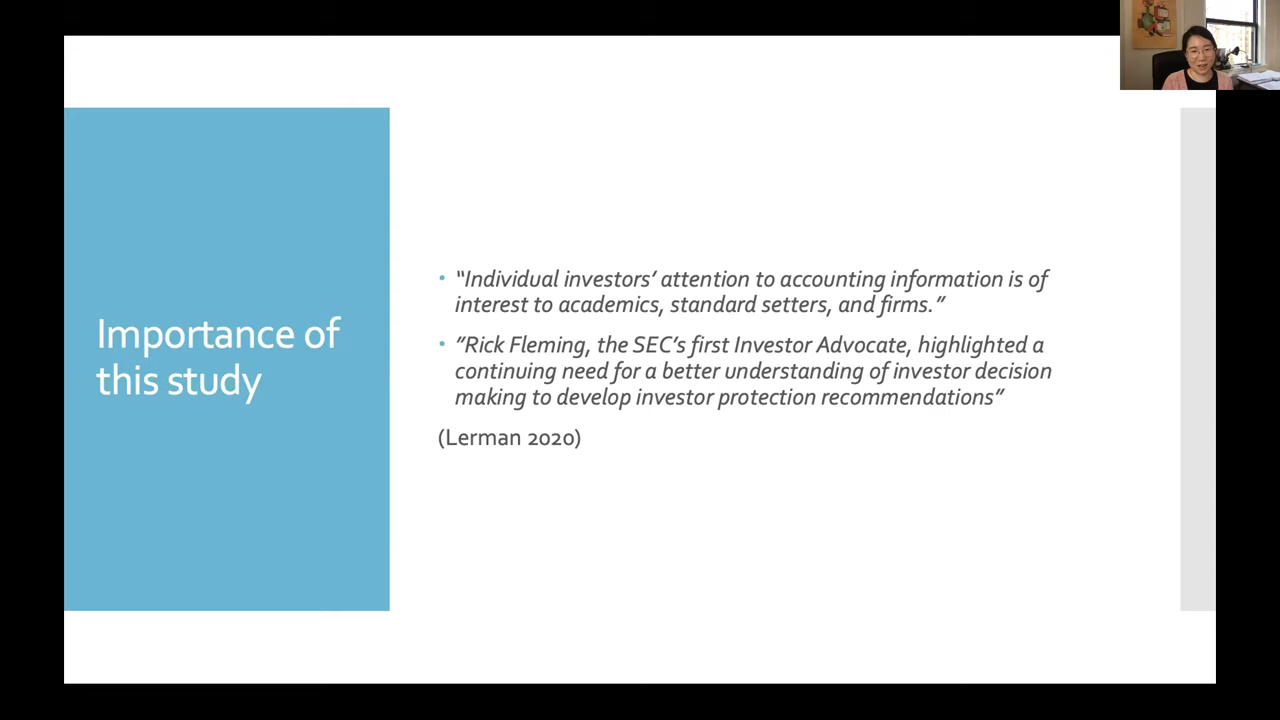 Importance of
this study
• “Individual investors’ attention to accounting information is of
interest to academics, standard setters, and firms.”
• ”Rick Fleming, the SEC’s first Investor Advocate, highlighted a
continuing need for a better understanding of investor decision
making to develop investor protection recommendations”
(Lerman 2020)